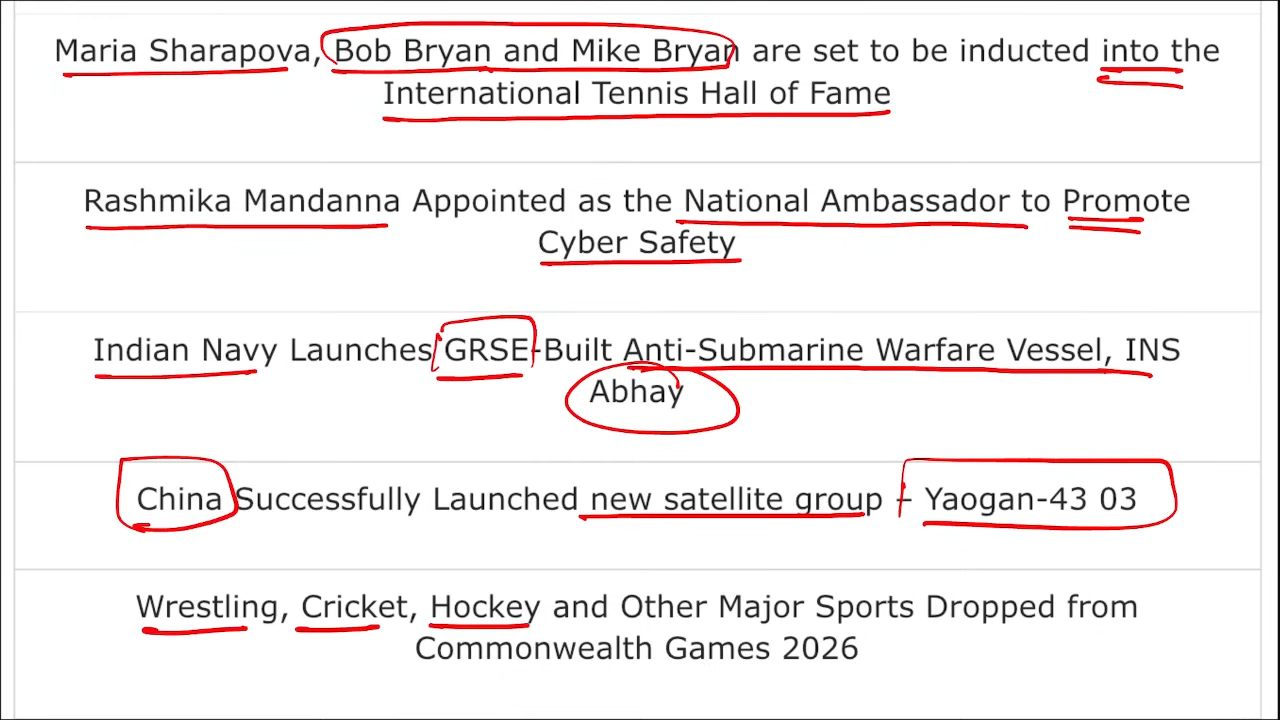 Maria Sharapova, Bob Bryan and Mike Bryan are set to be inducted into the
International Tennis Hall of Fame
Rashmika Mandanna Appointed as the National Ambassador to Promote
Cyber Safety
Indian Navy Launches GRSE-Built Anti-Submarine Warfare Vessel, INS
Abhay
China Successfully Launched new satellite group – Yaogan-43 03
Wrestling, Cricket, Hockey and Other Major Sports Dropped from
Commonwealth Games 2026